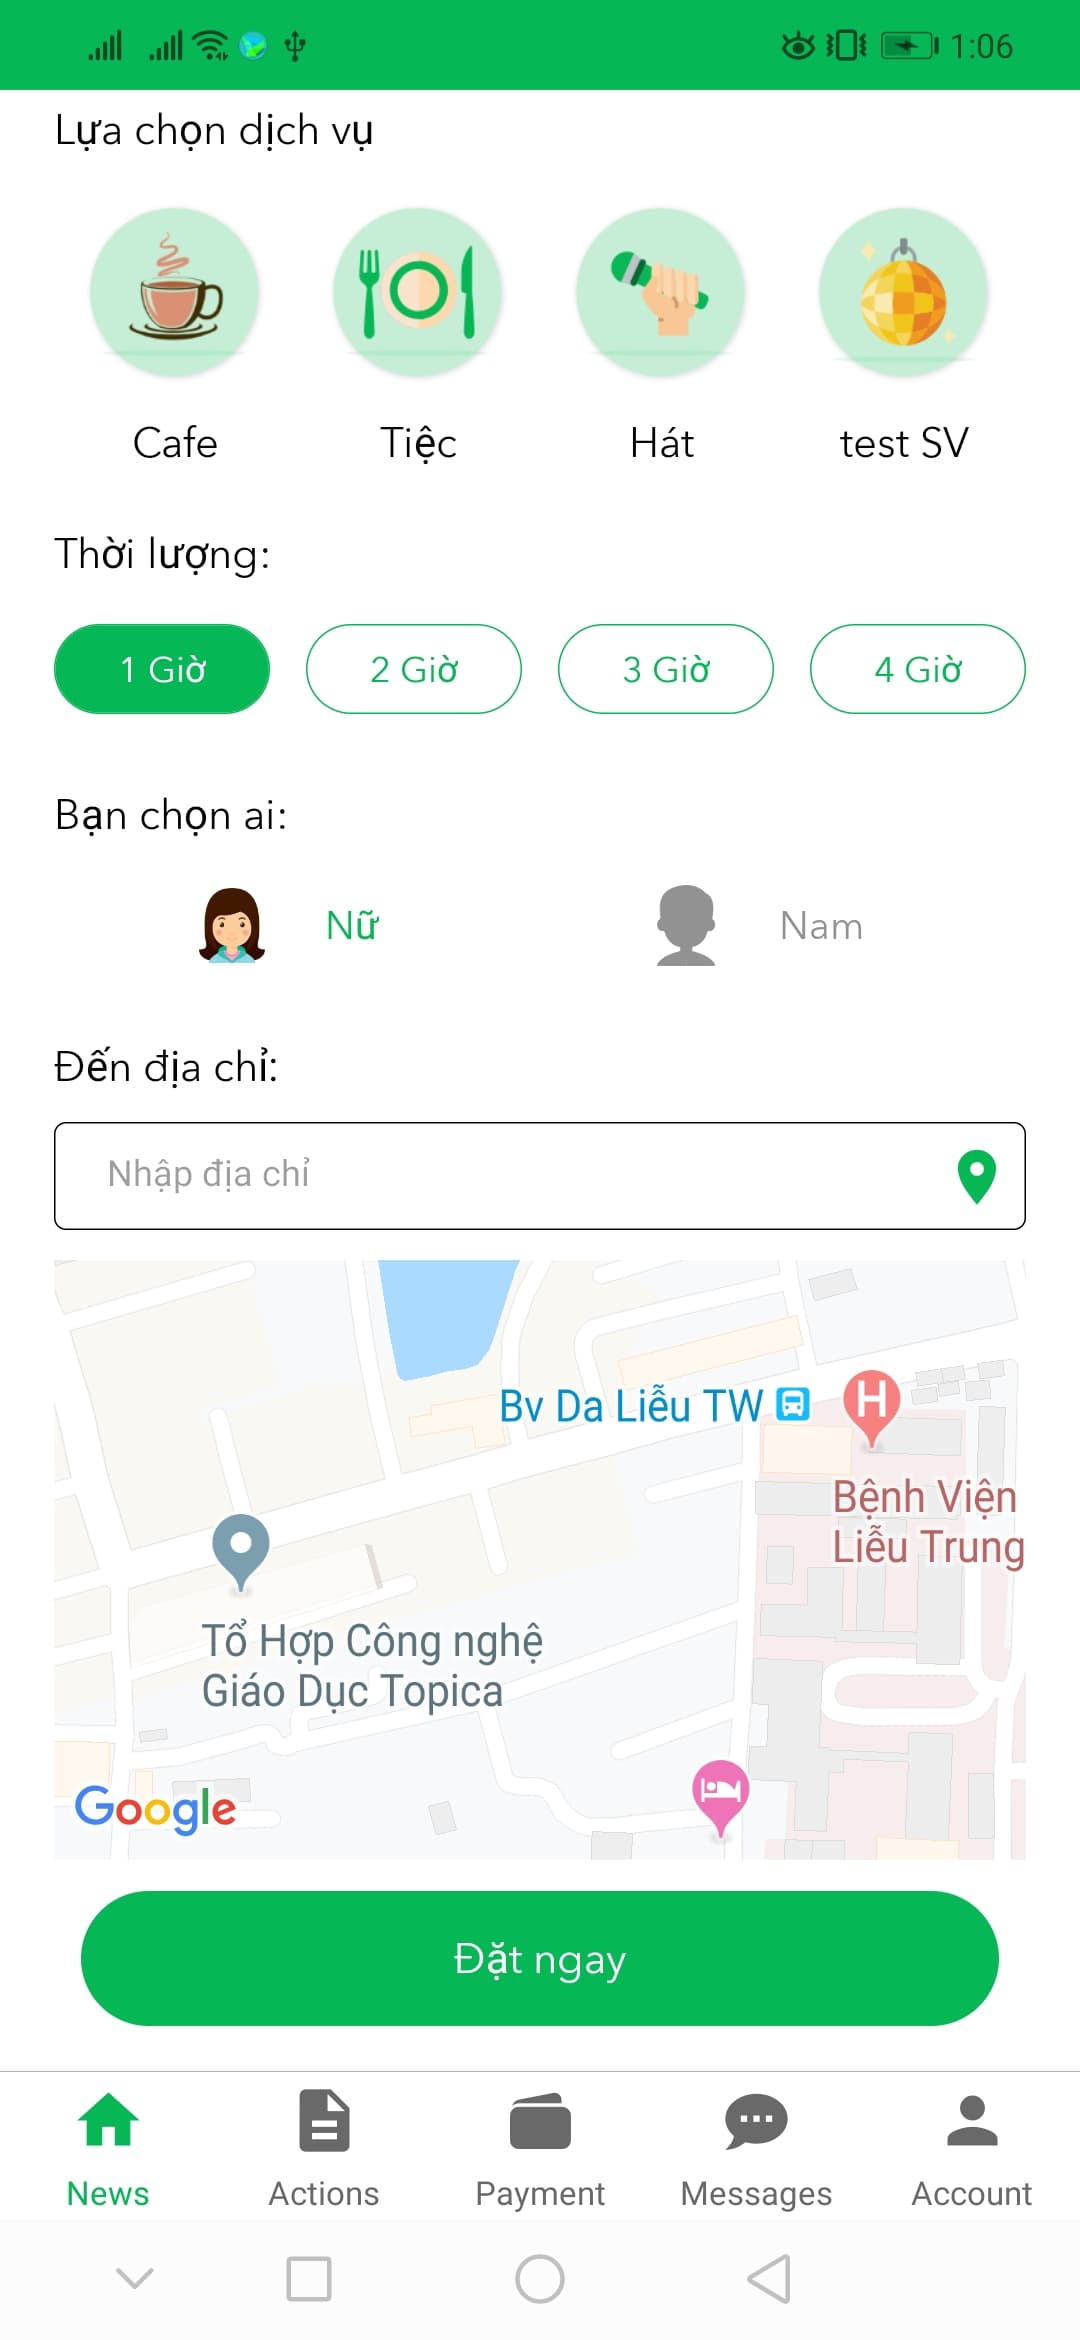 1:06
Lựa chọn dịch vụ
Cafe
Tiệc
Hát
test SV
Thời lượng:
1 Giờ
2 Giờ
3 Giờ
4 Giờ
Bạn chọn ai:
Nữ
Nam
Đến địa chỉ:
Nhập địa chỉ
Bv Da Liễu TW
H
Bệnh Viện
Liễu Trung
Tổ Hợp Công nghệ
Giáo Dục Topica
Google
Đặt ngay
News
Actions
Payment
Messages
Account